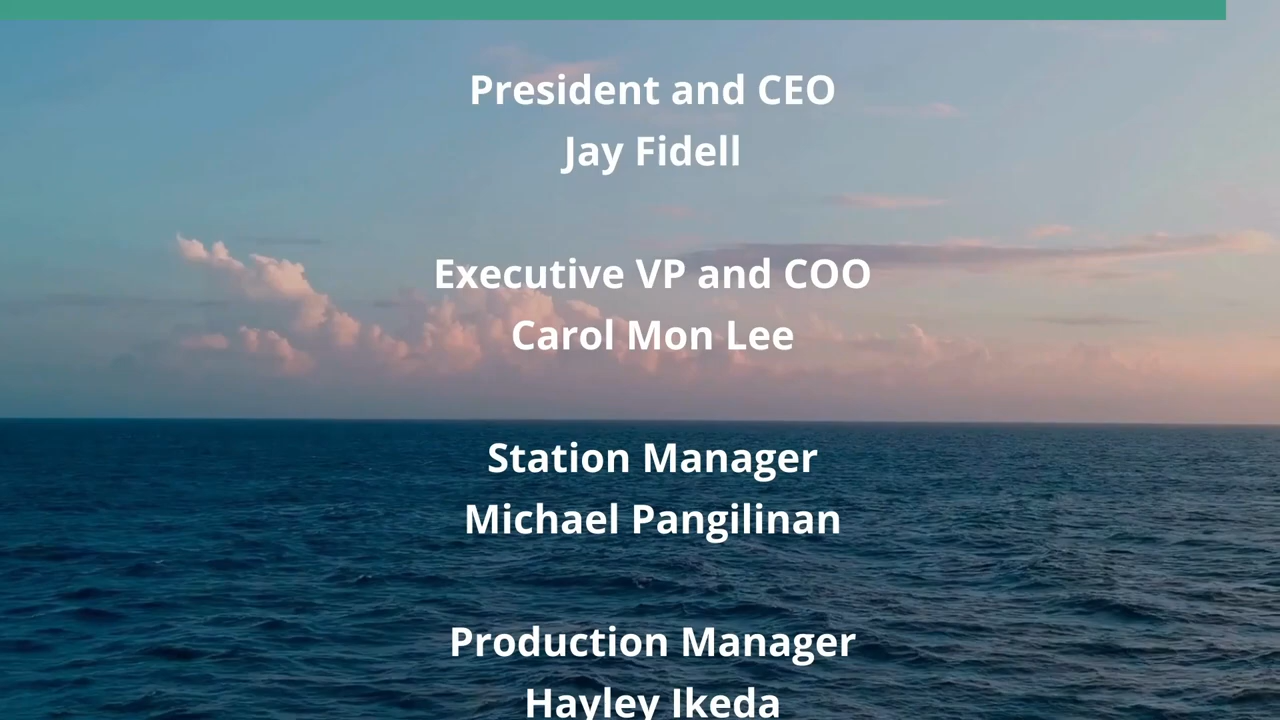 President and CEO
Jay Fidell
Executive VP and COO
Carol Mon Lee
Station Manager
Michael Pangilinan
Production Manager
Hayley Ikeda